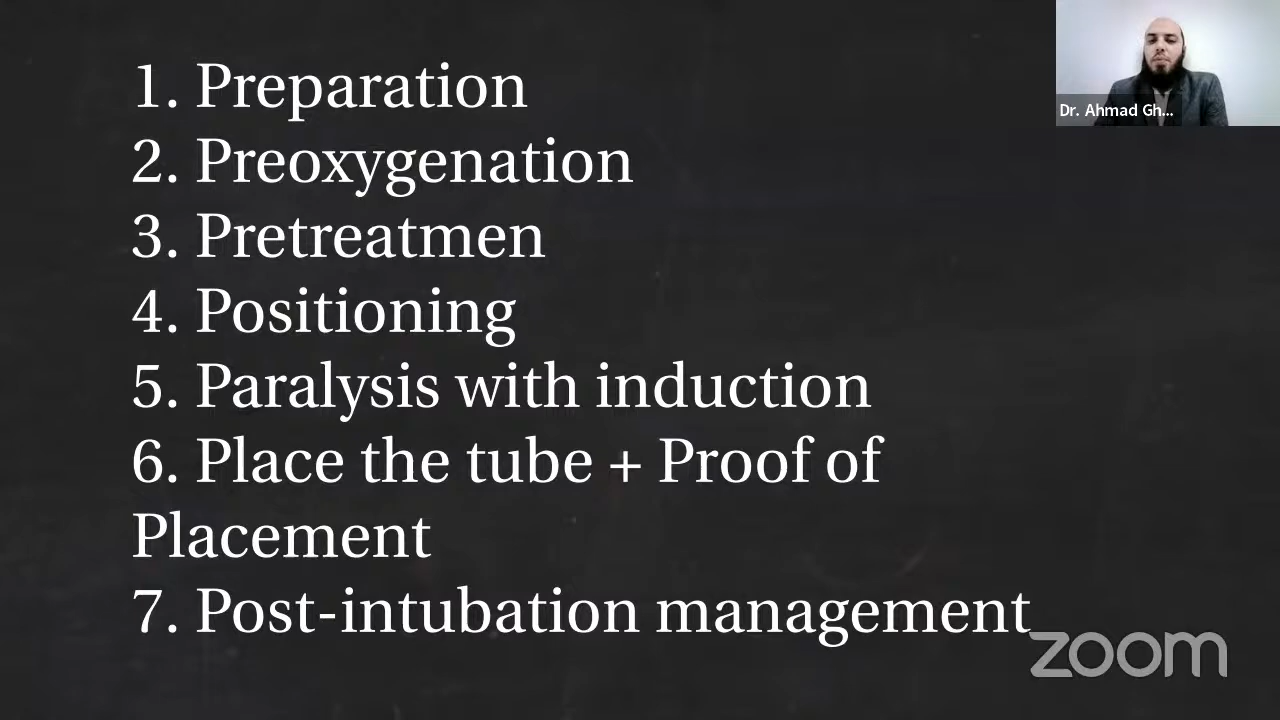 1. Preparation
2. Preoxygenation
3. Pretreatmen
4. Positioning
5. Paralysis with induction
6. Place the tube + Proof of
Placement
7. Post-intubation management
Dr. Ahmad Gh...
zoom